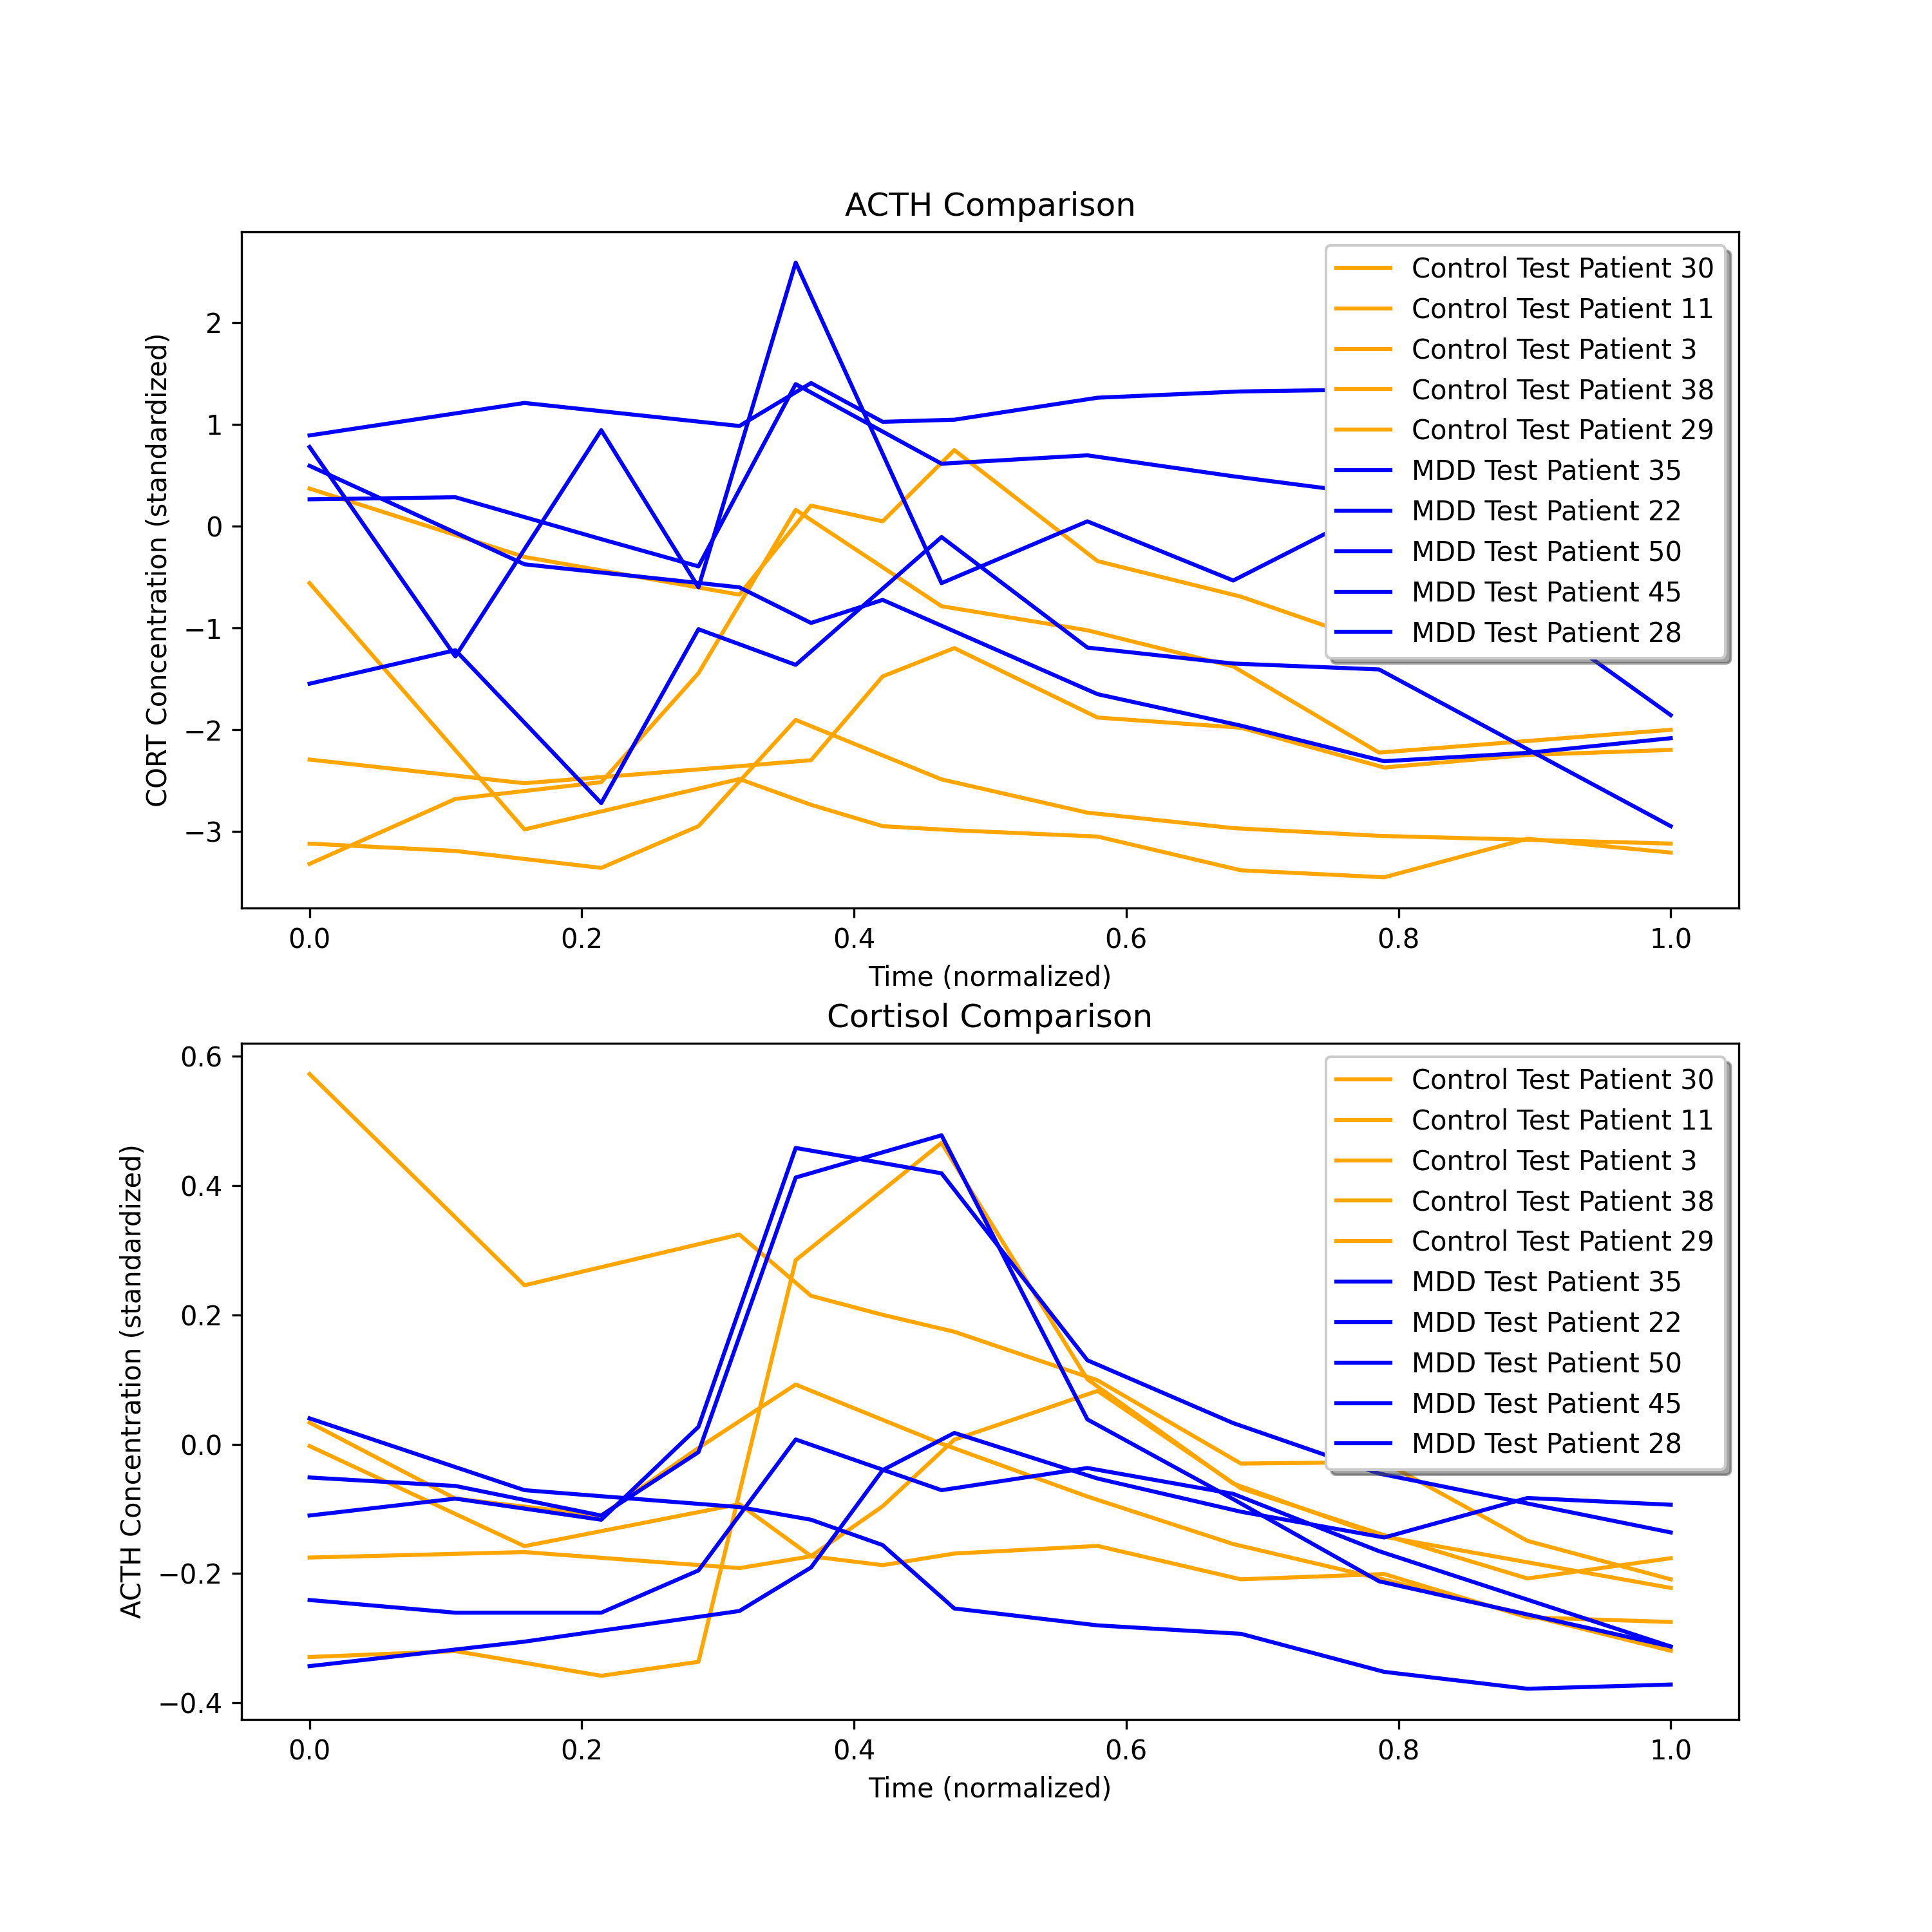 ACTH Comparison
CORT Concentration (standardized)
2
1
0
−1
−2
−3
Control Test Patient 30
Control Test Patient 11
Control Test Patient 3
Control Test Patient 38
Control Test Patient 29
MDD Test Patient 35
MDD Test Patient 22
MDD Test Patient 50
MDD Test Patient 45
MDD Test Patient 28
0.0 0.2 0.4 0.6 0.8 1.0
Time (normalized)
Cortisol Comparison
ACTH Concentration (standardized)
0.6
0.4
0.2
0.0
−0.2
−0.4
Control Test Patient 30
Control Test Patient 11
Control Test Patient 3
Control Test Patient 38
Control Test Patient 29
MDD Test Patient 35
MDD Test Patient 22
MDD Test Patient 50
MDD Test Patient 45
MDD Test Patient 28
0.0 0.2 0.4 0.6 0.8 1.0
Time (normalized)